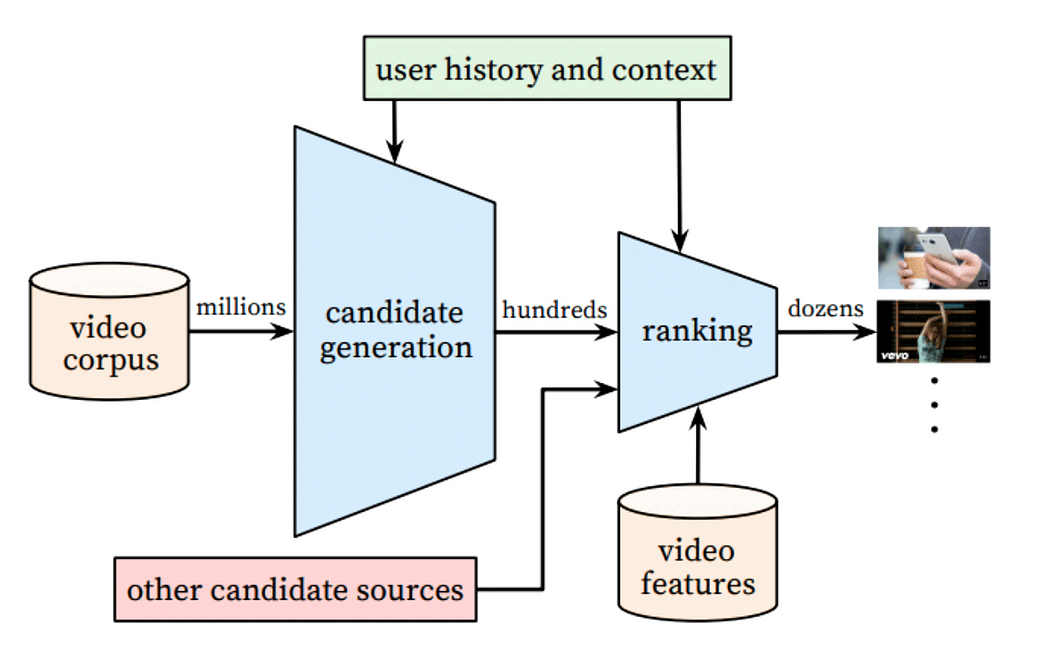 user history and context
video
corpus
millions
candidate
generation
hundreds
ranking
dozens
vevo
other candidate sources
video
features